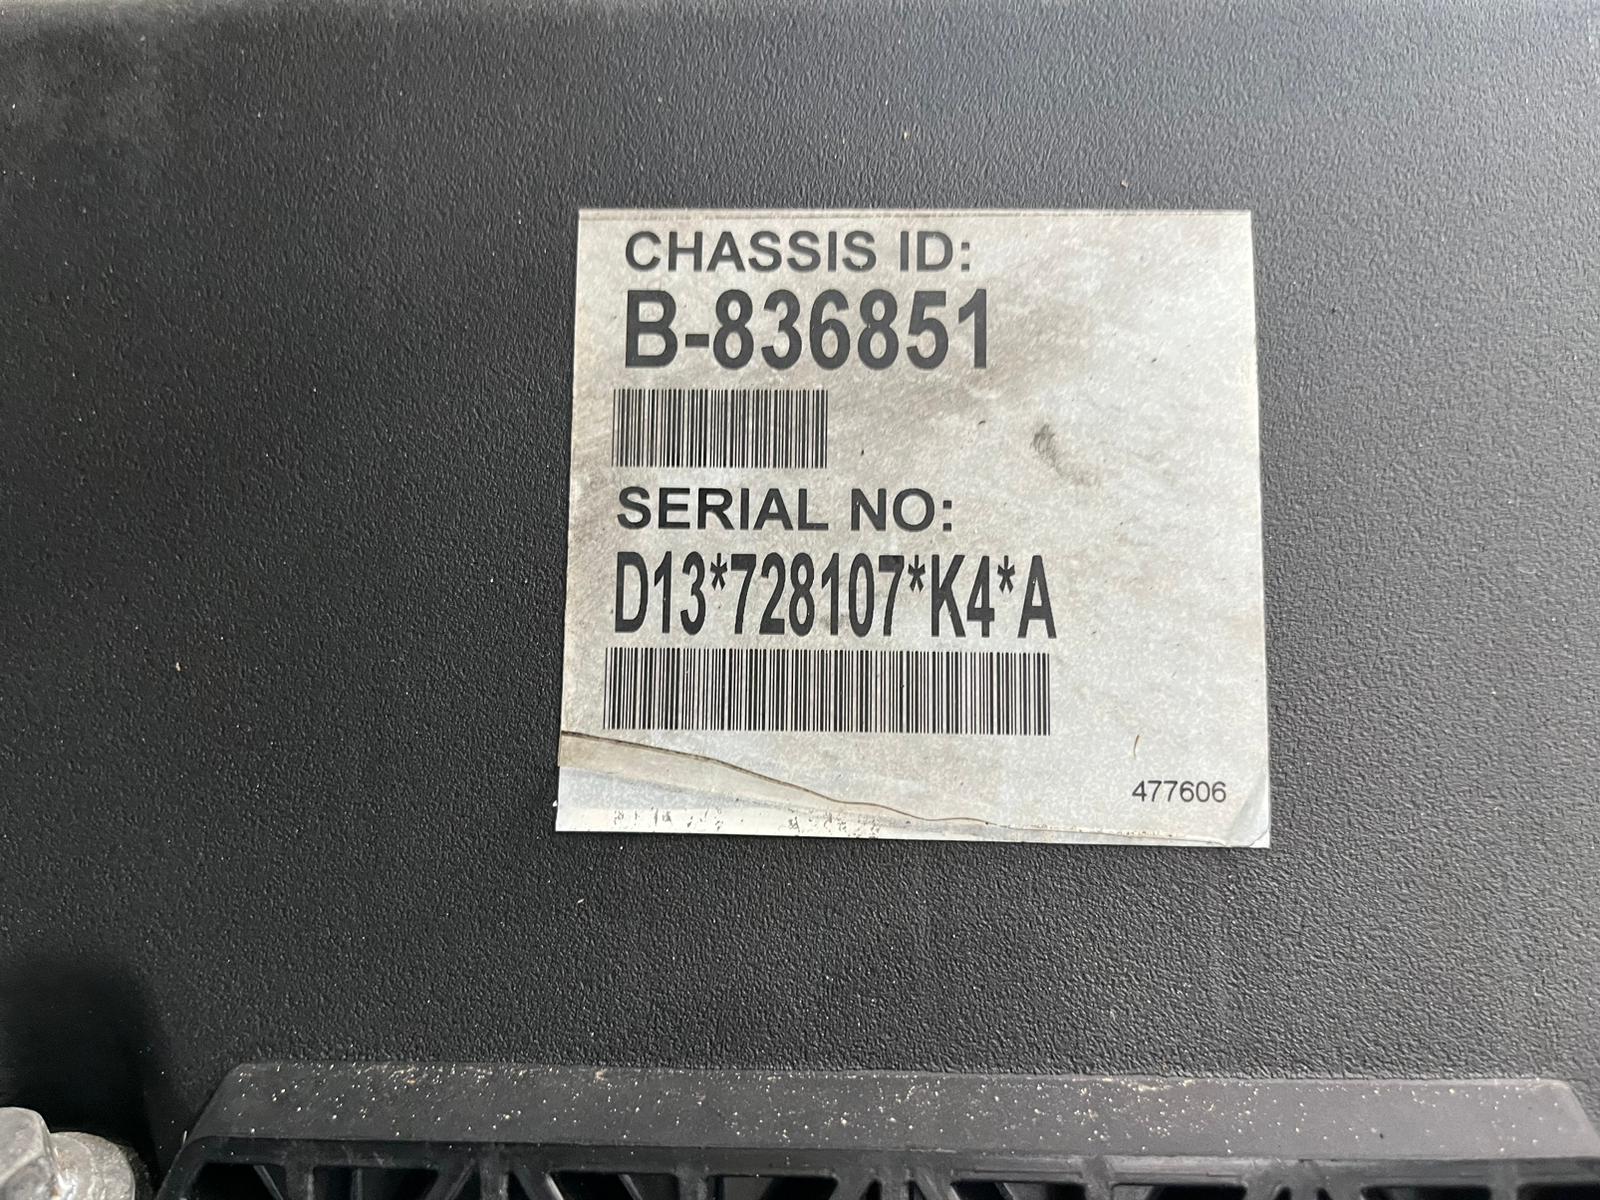 CHASSIS ID:
B-836851
SERIAL NO:
D13*728107*K4*A
477606